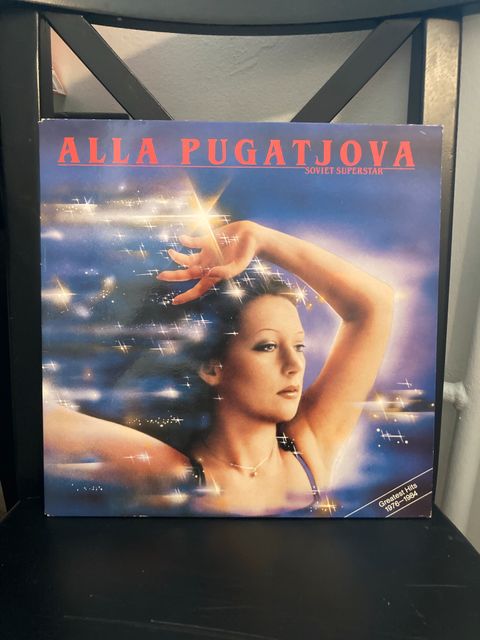 ALLA PUGATJOVA
SOVIET SUPERSTAR
Greatest Hits
1976-1984